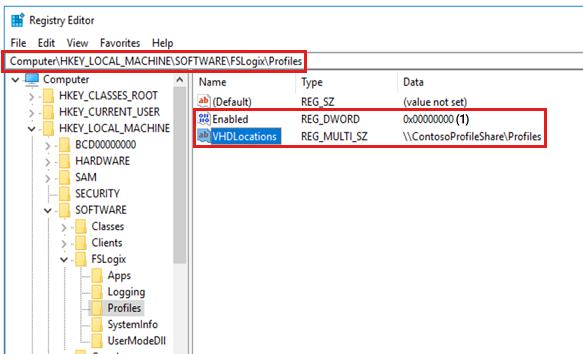 Registry Editor
File Edit View Favorites Help
Computer\HKEY_LOCAL_MACHINE\SOFTWARE\FSLogix\Profiles
Computer
HKEY_CLASSES_ROOT
HKEY_CURRENT_USER
HKEY_LOCAL_MACHINE
BCD00000000
HARDWARE
SAM
SECURITY
SOFTWARE
Classes
Clients
FSLogix
Apps
Logging
Profiles
SystemInfo
UserModeDll
Name Type Data
(Default) REG_SZ (value not set)
Enabled REG_DWORD 0x00000000 (1)
VHDLocations REG_MULTI_SZ \\ContosoProfileShare\Profiles